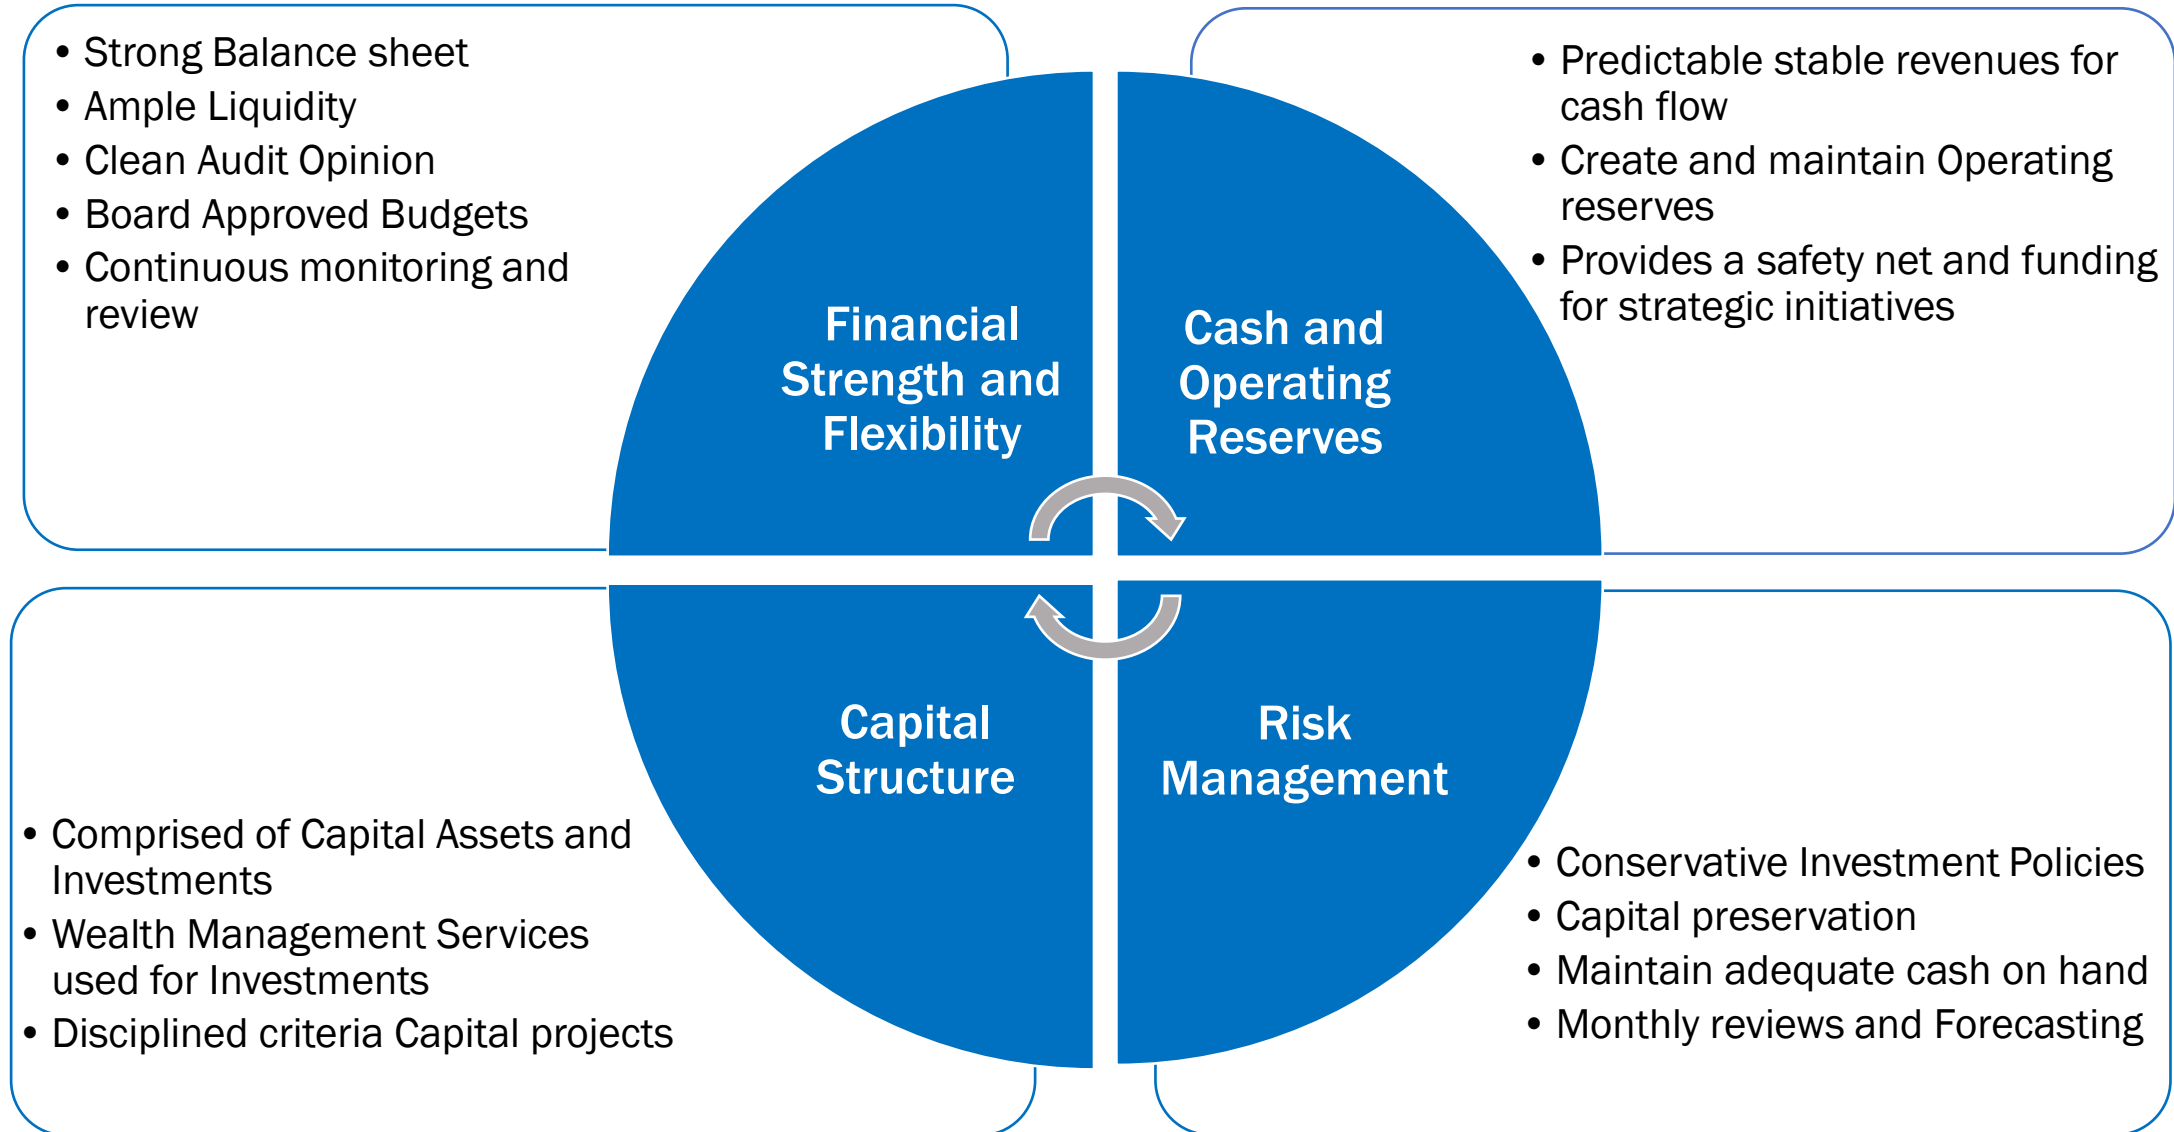 • Strong Balance sheet
• Ample Liquidity
• Clean Audit Opinion
• Board Approved Budgets
• Continuous monitoring and
review
Financial
Strength and
Flexibility
Cash and
Operating
Reserves
• Predictable stable revenues for
cash flow
• Create and maintain Operating
reserves
• Provides a safety net and funding
for strategic initiatives
Capital
Structure
• Comprised of Capital Assets and
Investments
• Wealth Management Services
used for Investments
• Disciplined criteria Capital projects
Risk
Management
• Conservative Investment Policies
• Capital preservation
• Maintain adequate cash on hand
• Monthly reviews and Forecasting